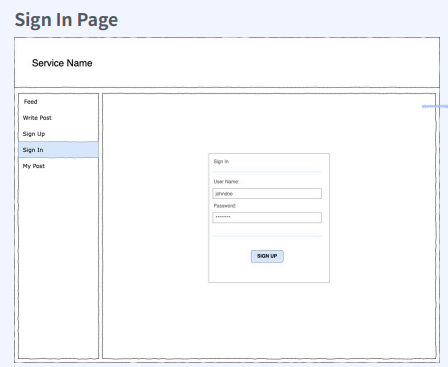 Sign In Page
Service Name
Feed
Write Post
Sign Up
Sign In
My Post
Sign In
User Name:
johndoe
Password:
********
SIGN UP